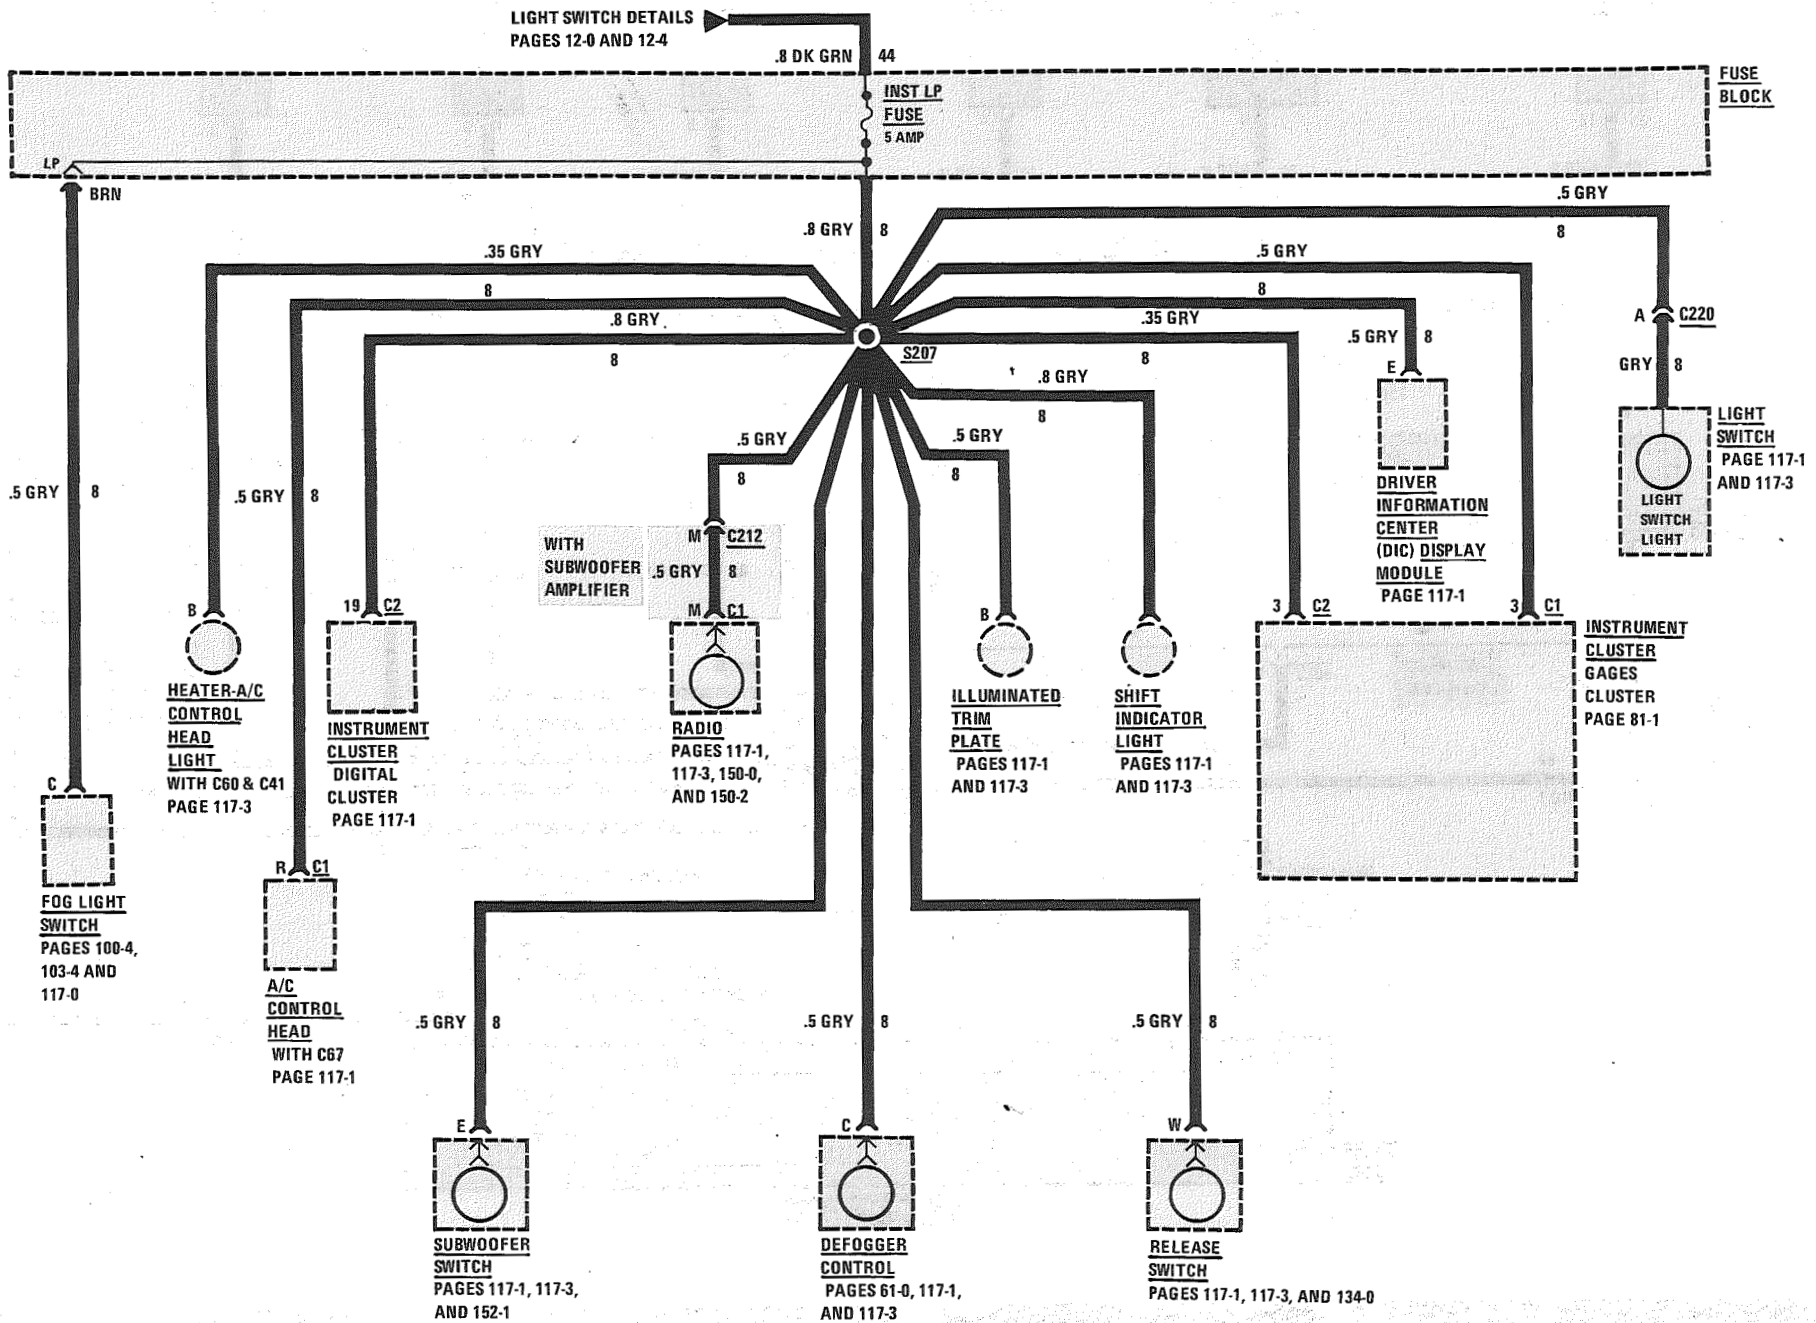 LIGHT SWITCH DETAILS
PAGES 12-0 AND 12-4
.8 DK GRN 44
FUSE
BLOCK
INST LP
FUSE
5 AMP
LP
BRN
.8 GRY 8
.5 GRY
8
.35 GRY
8
.5 GRY
8
.8 GRY
8
S207
.35 GRY
8
.5 GRY 8
E
A C220
GRY 8
LIGHT
SWITCH
PAGE 117-1
AND 117-3
LIGHT
SWITCH
LIGHT
.8 GRY
8
.5 GRY
8
.5 GRY
8
DRIVER
INFORMATION
CENTER
(DIC) DISPLAY
MODULE
PAGE 117-1
.5 GRY 8
.5 GRY 8
WITH
SUBWOOFER
AMPLIFIER
M C212
.5 GRY 8
M C1
B
19 C2
B
3 C2
3 C1
INSTRUMENT
CLUSTER
GAGES
CLUSTER
PAGE 81-1
HEATER-A/C
CONTROL
HEAD
LIGHT
WITH C60 & C41
PAGE 117-3
INSTRUMENT
CLUSTER
DIGITAL
CLUSTER
PAGE 117-1
RADIO
PAGES 117-1,
117-3, 150-0,
AND 150-2
ILLUMINATED
TRIM
PLATE
PAGES 117-1
AND 117-3
SHIFT
INDICATOR
LIGHT
PAGES 117-1
AND 117-3
C
FOG LIGHT
SWITCH
PAGES 100-4,
103-4 AND
117-0
R C1
A/C
CONTROL
HEAD
WITH C67
PAGE 117-1
.5 GRY 8
.5 GRY 8
.5 GRY 8
E
C
W
SUBWOOFER
SWITCH
PAGES 117-1, 117-3,
AND 152-1
DEFOGGER
CONTROL
PAGES 61-0, 117-1,
AND 117-3
RELEASE
SWITCH
PAGES 117-1, 117-3, AND 134-0